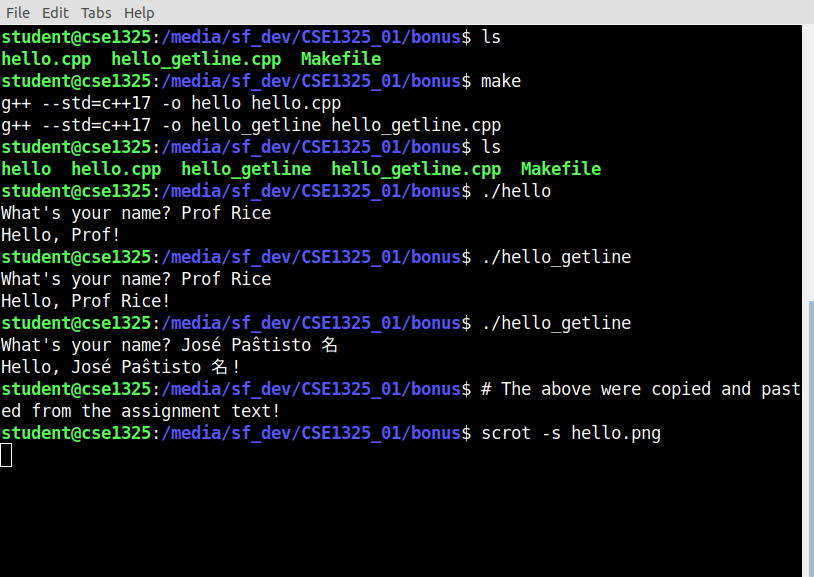 File Edit Tabs Help
student@cse1325:/media/sf_dev/CSE1325_01/bonus$ ls
hello.cpp  hello_getline.cpp  Makefile
student@cse1325:/media/sf_dev/CSE1325_01/bonus$ make
g++ --std=c++17 -o hello hello.cpp
g++ --std=c++17 -o hello_getline hello_getline.cpp
student@cse1325:/media/sf_dev/CSE1325_01/bonus$ ls
hello  hello.cpp  hello_getline  hello_getline.cpp  Makefile
student@cse1325:/media/sf_dev/CSE1325_01/bonus$ ./hello
What's your name? Prof Rice
Hello, Prof!
student@cse1325:/media/sf_dev/CSE1325_01/bonus$ ./hello_getline
What's your name? Prof Rice
Hello, Prof Rice!
student@cse1325:/media/sf_dev/CSE1325_01/bonus$ ./hello_getline
What's your name? José Paŝtisto 名
Hello, José Paŝtisto 名!
student@cse1325:/media/sf_dev/CSE1325_01/bonus$ # The above were copied and past
ed from the assignment text!
student@cse1325:/media/sf_dev/CSE1325_01/bonus$ scrot -s hello.png